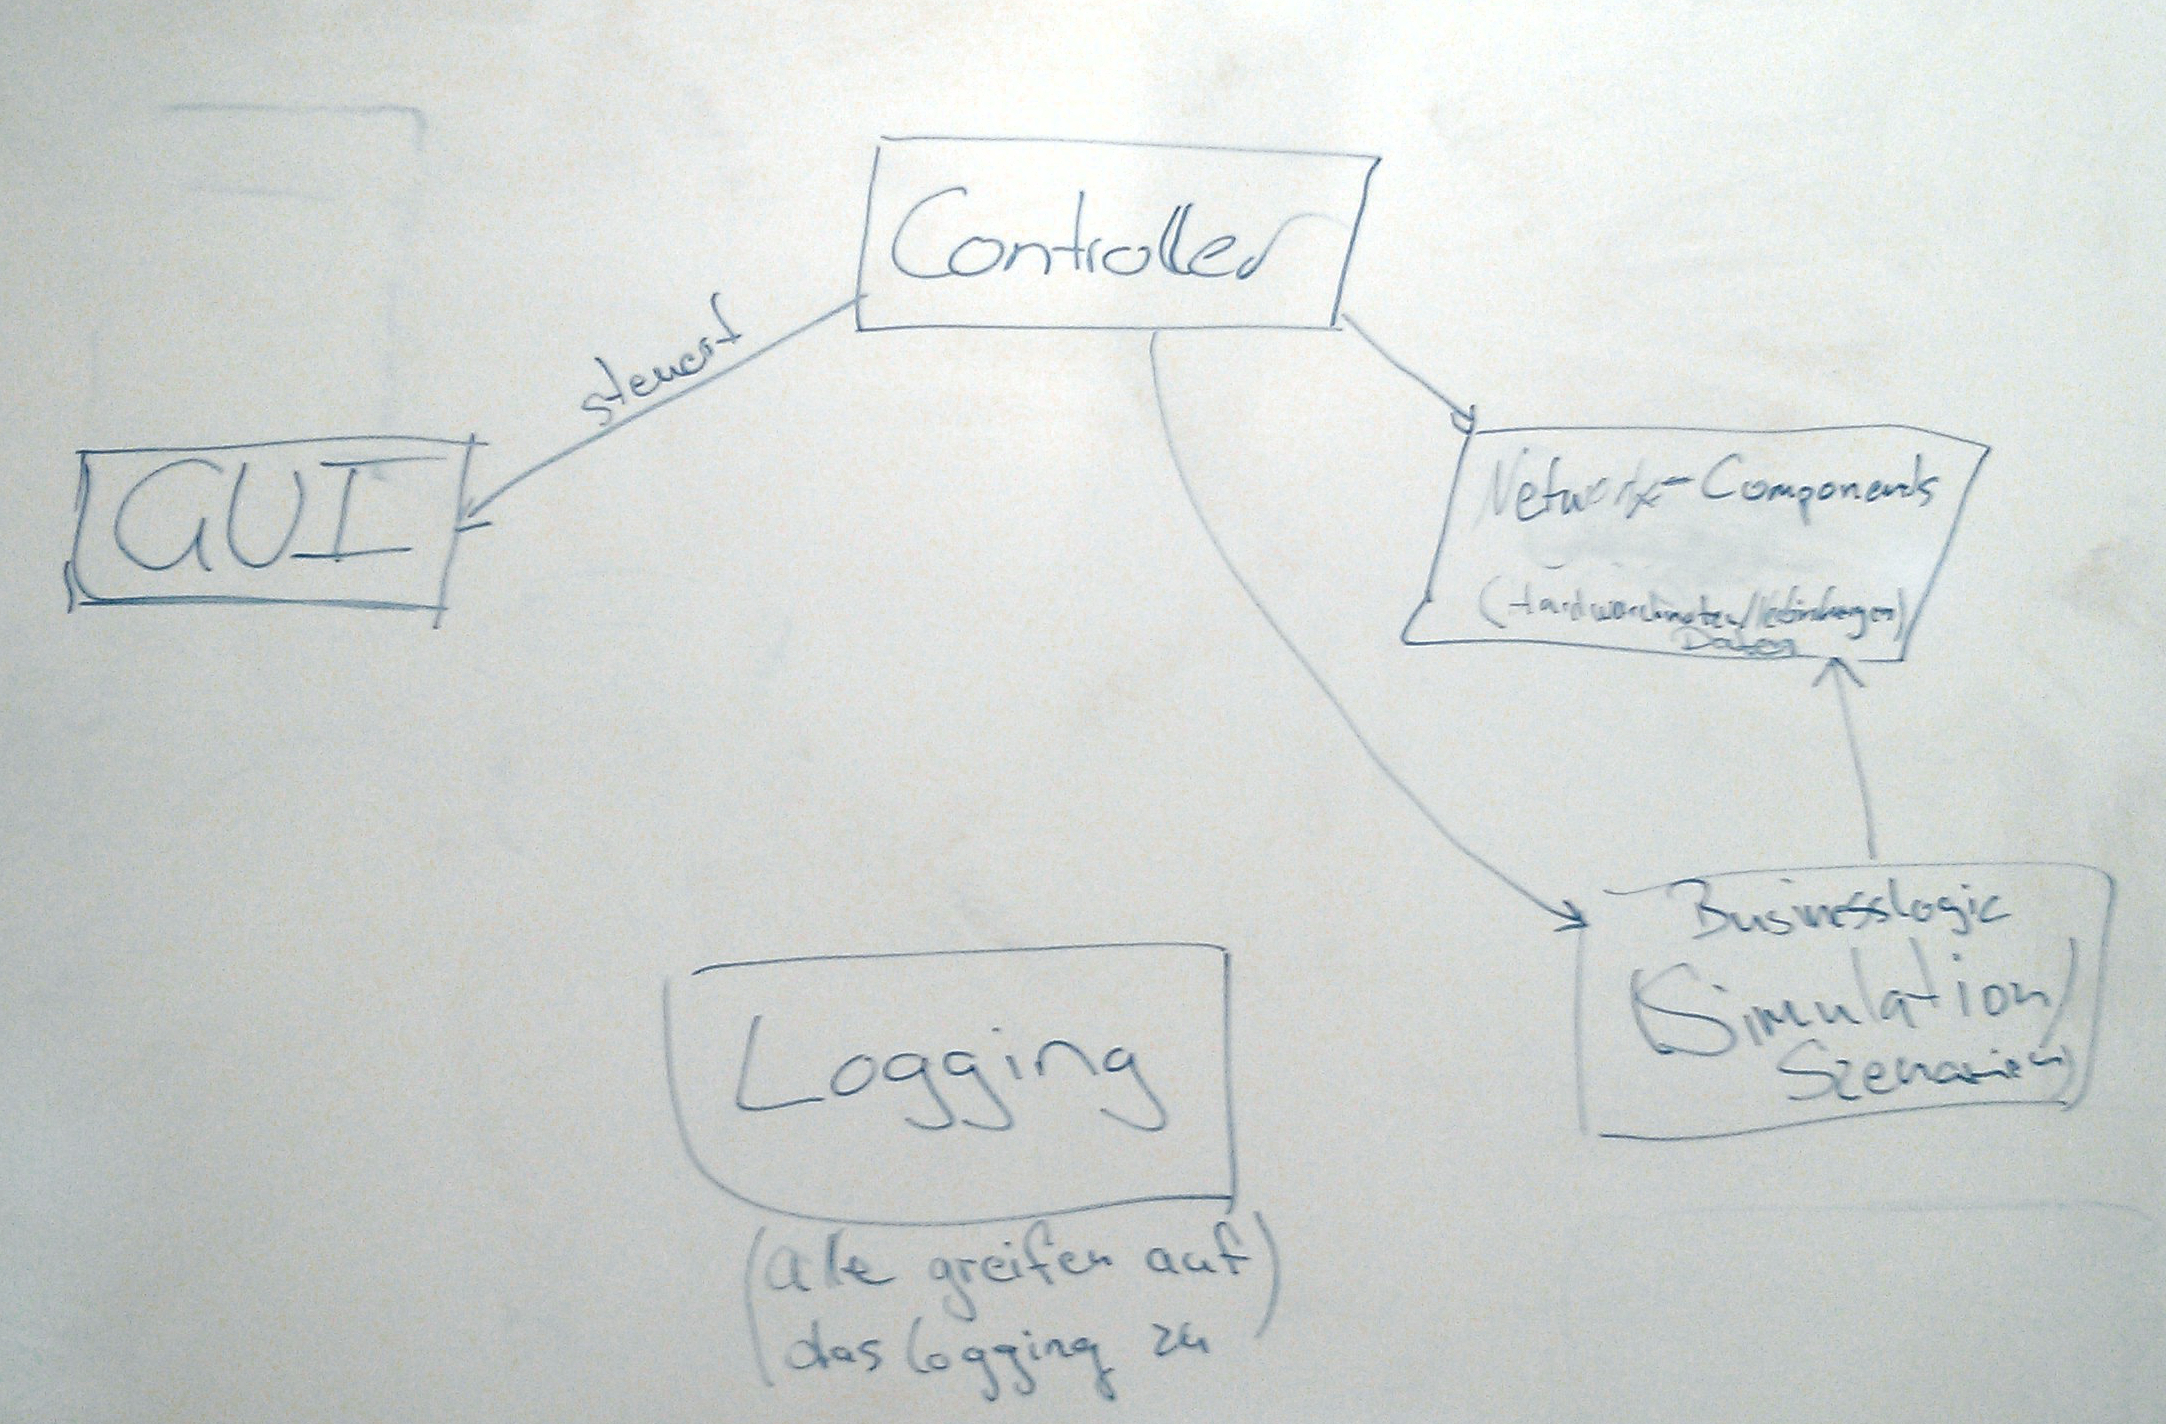 Controller
steuert
GUI
Network-Components
(Hardwareknoten/Verbindungen)
Daten
Businesslogic
(Simulation/
Szenarien)
Logging
(alle greifen auf
das Logging zu)